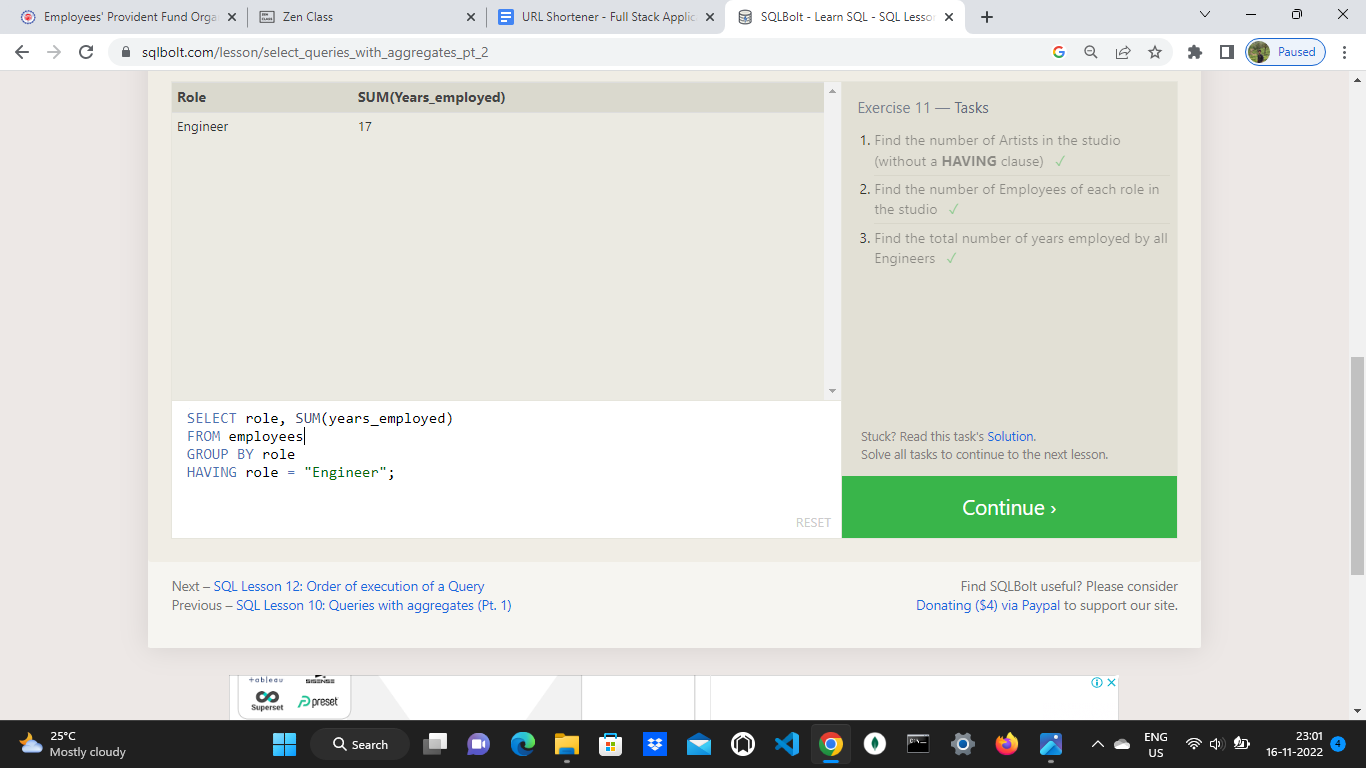 Employees' Provident Fund Orga
Zen Class
URL Shortener - Full Stack Applic
SQLBolt - Learn SQL - SQL Lesson
sqlbolt.com/lesson/select_queries_with_aggregates_pt_2
Paused
Role SUM(Years_employed)
Engineer 17
Exercise 11 — Tasks
1. Find the number of Artists in the studio
(without a HAVING clause) ✓
2. Find the number of Employees of each role in
the studio ✓
3. Find the total number of years employed by all
Engineers ✓
SELECT role, SUM(years_employed)
FROM employees
GROUP BY role
HAVING role = "Engineer";
RESET
Stuck? Read this task's Solution.
Solve all tasks to continue to the next lesson.
Continue ›
Next – SQL Lesson 12: Order of execution of a Query
Previous – SQL Lesson 10: Queries with aggregates (Pt. 1)
Find SQLBolt useful? Please consider
Donating ($4) via Paypal to support our site.
+ableau
SISENSE
Superset
preset
25°C
Mostly cloudy
Search
ENG
US
23:01
16-11-2022
4